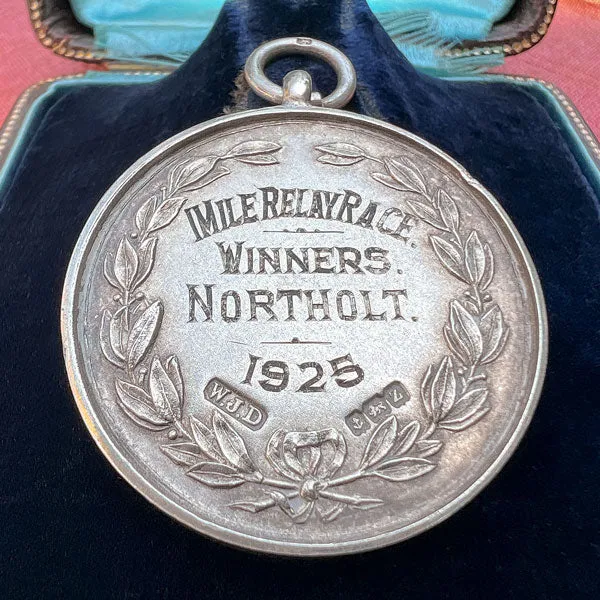 1 MILE RELAY RACE.
WINNERS.
NORTHOLT.
1925
W.J.D
Z